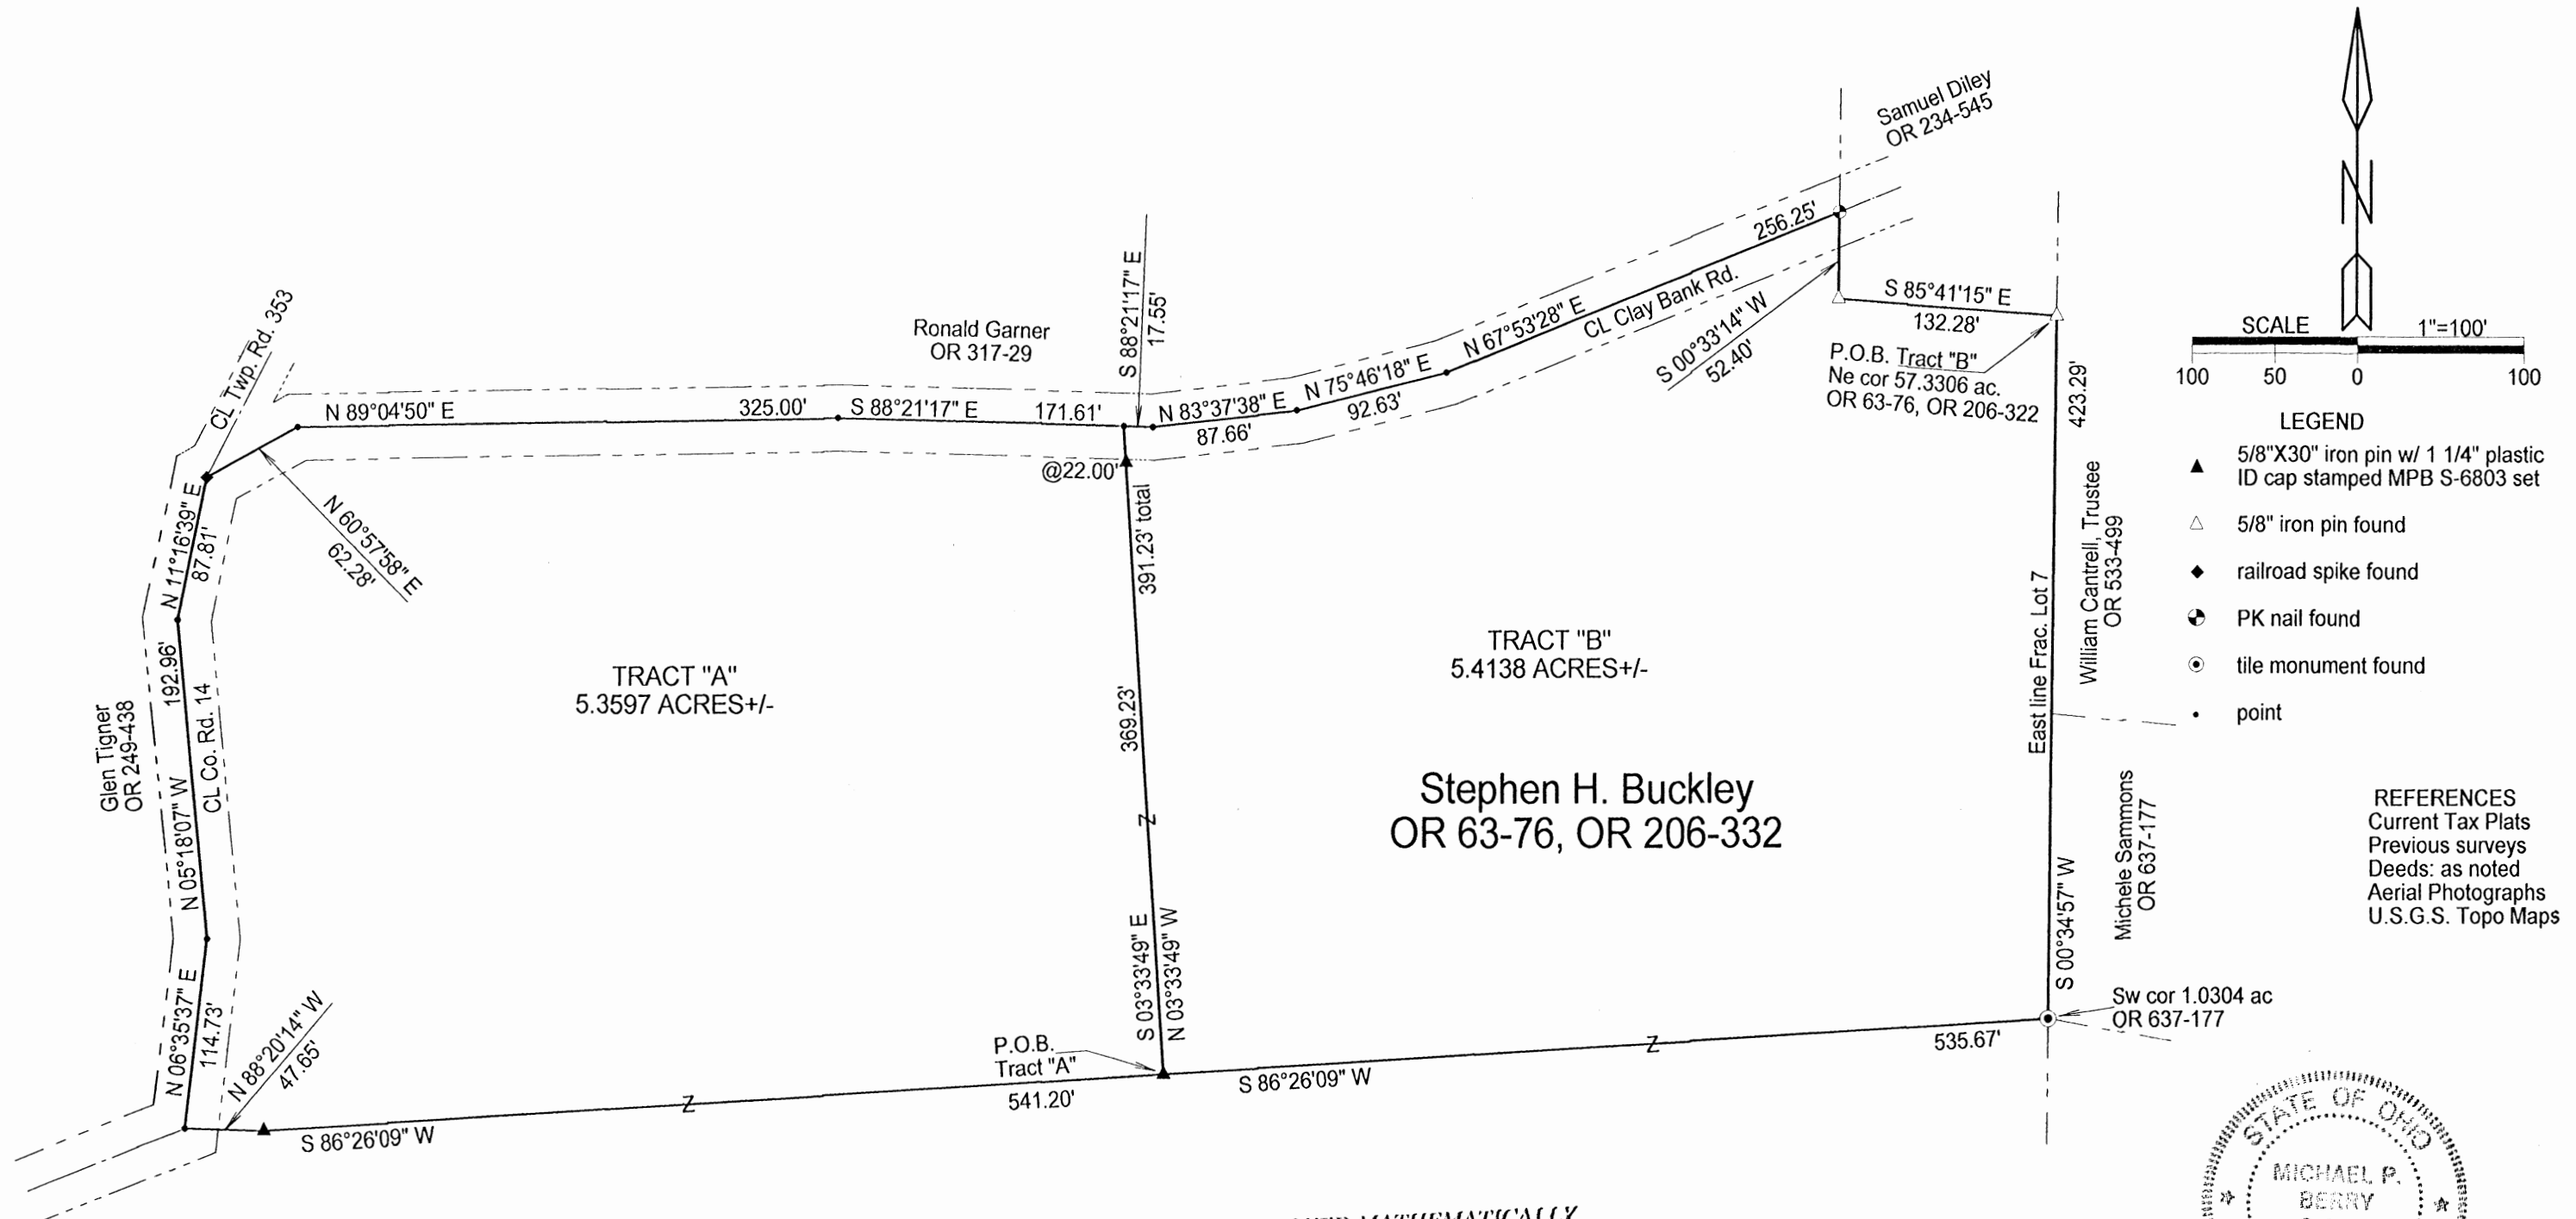 Samuel Diley
OR 234-545
N
SCALE 1"=100'
100 50 0 100
LEGEND
5/8"X30" iron pin w/ 1 1/4" plastic
ID cap stamped MPB S-6803 set
5/8" iron pin found
railroad spike found
PK nail found
tile monument found
point
REFERENCES
Current Tax Plats
Previous surveys
Deeds: as noted
Aerial Photographs
U.S.G.S. Topo Maps
CL Twp. Rd. 353
Ronald Garner
OR 317-29
S 88°21'17" E
17.55'
256.25'
N 67°53'28" E
CL Clay Bank Rd.
S 00°33'14" W
52.40'
S 85°41'15" E
132.28'
P.O.B. Tract "B"
Ne cor 57.3306 ac.
OR 63-76, OR 206-322
423.29'
N 89°04'50" E
325.00'
S 88°21'17" E
171.61'
N 83°37'38" E
87.66'
N 75°46'18" E
92.63'
@22.00'
391.23' total
N 11°16'39" E
87.81'
N 60°57'58" E
62.28'
192.96'
N 05°18'07" W
CL Co. Rd. 14
Glen Tigner
OR 249-438
TRACT "A"
5.3597 ACRES+/-
369.23'
TRACT "B"
5.4138 ACRES+/-
Stephen H. Buckley
OR 63-76, OR 206-332
East line Frac. Lot 7
William Cantrell, Trustee
OR 533-499
Michele Sammons
OR 637-177
S 00°34'57" W
Sw cor 1.0304 ac
OR 637-177
S 03°33'49" E
N 03°33'49" W
Z
N 06°35'37" E
114.73'
N 88°20'14" W
47.65'
S 86°26'09" W
Z
541.20'
P.O.B.
Tract "A"
S 86°26'09" W
Z
535.67'
STATE OF OHIO
MICHAEL P.
BERRY
MATHEMATICALLY